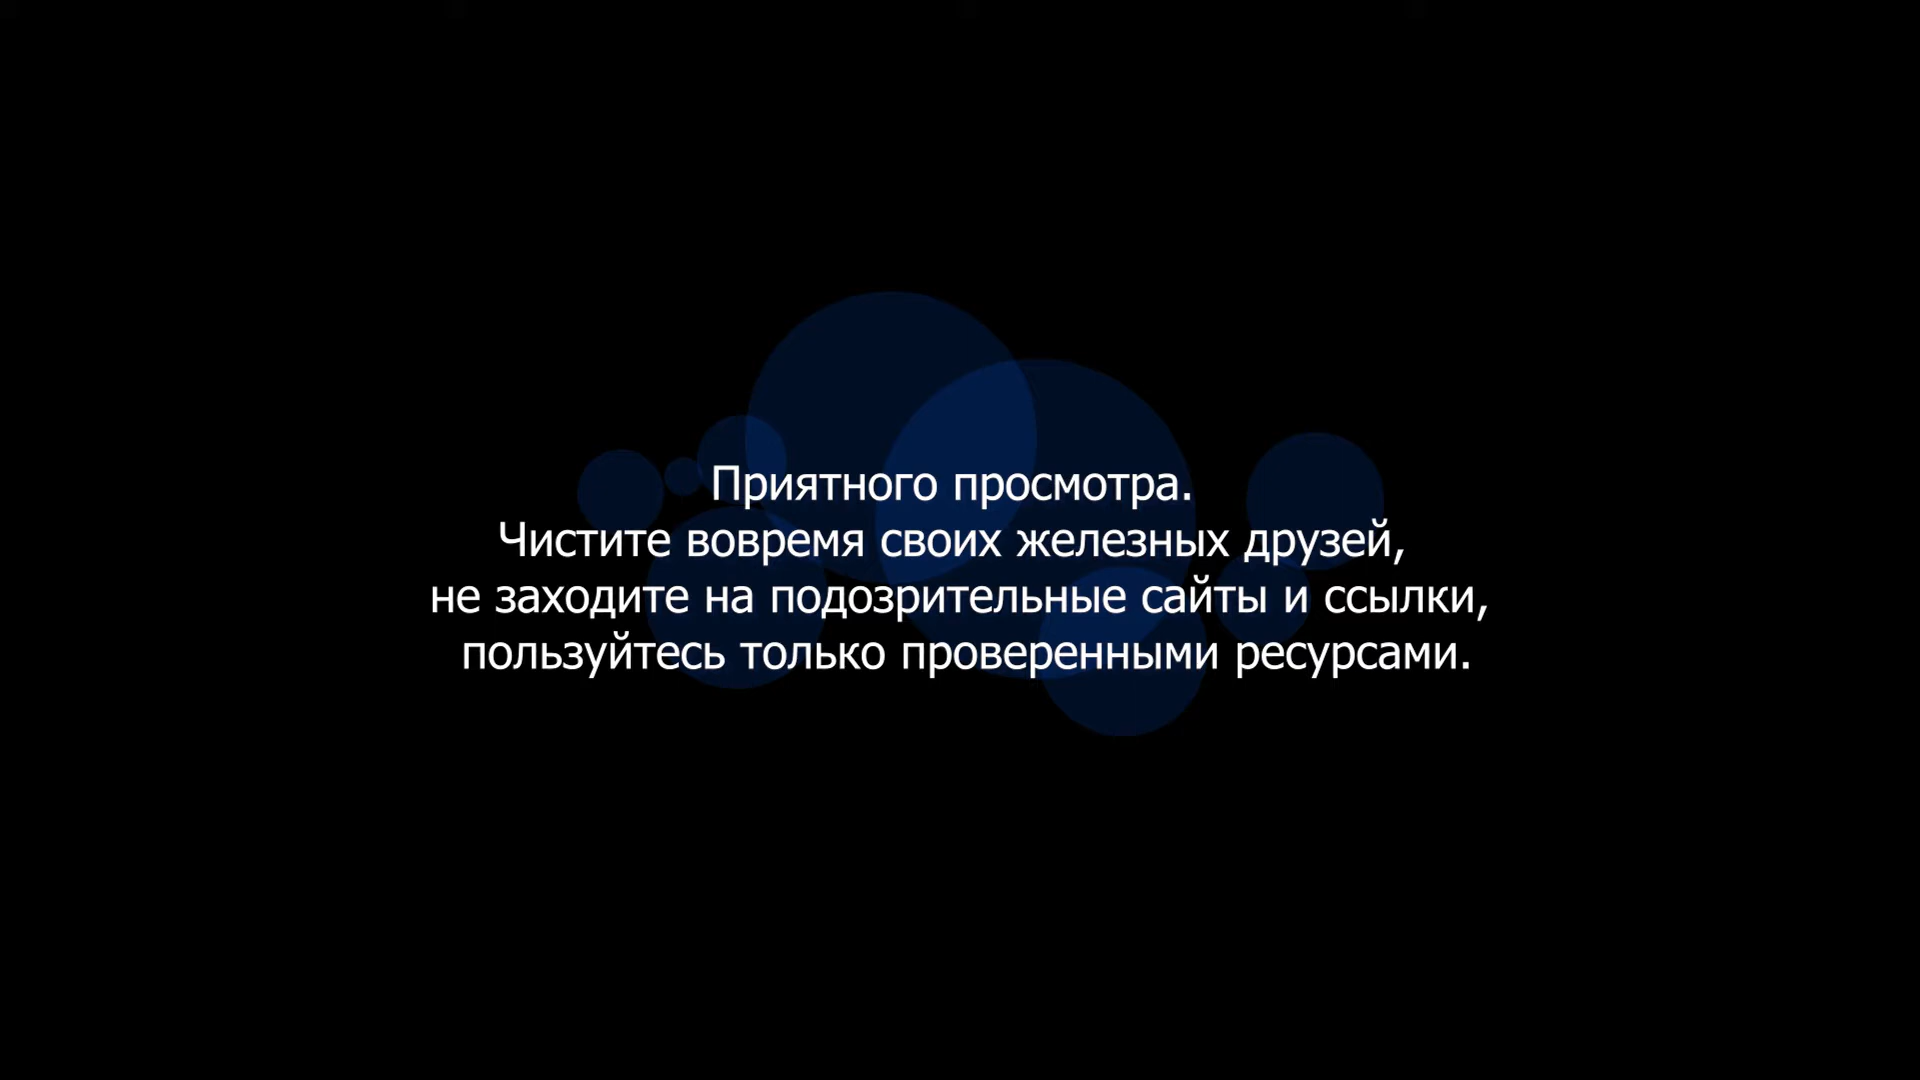 Приятного просмотра.
Чистите вовремя своих железных друзей,
не заходите на подозрительные сайты и ссылки,
пользуйтесь только проверенными ресурсами.